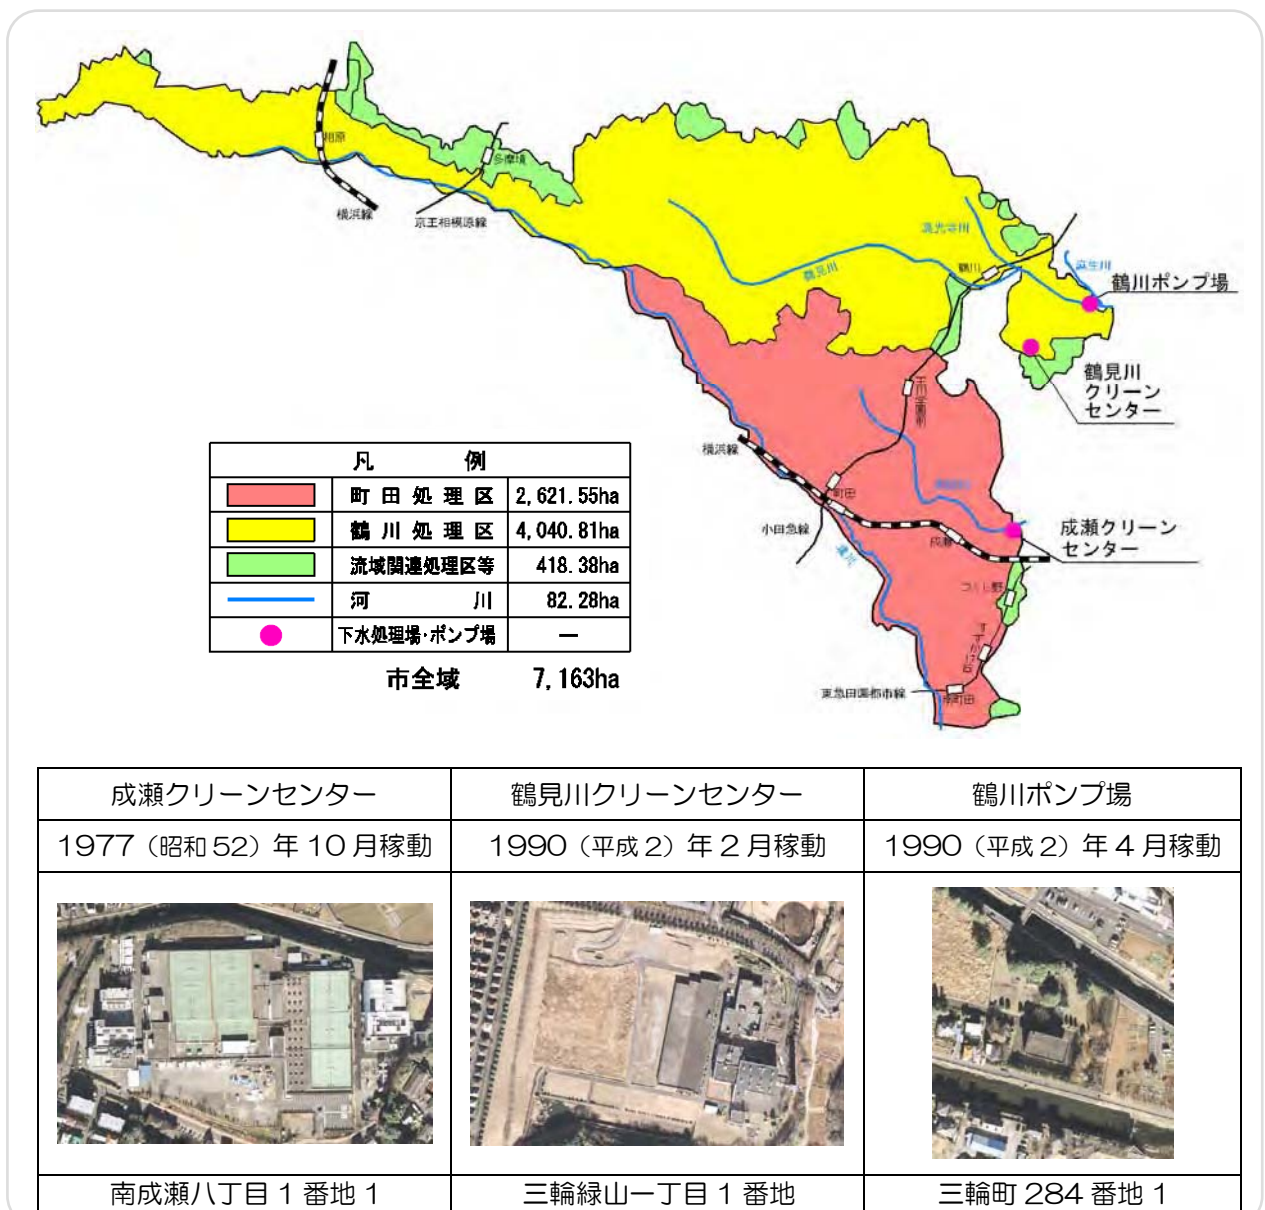 相原
多摩境
横浜線
京王相模原線
真光寺川
鶴川
麻生川
鶴見川
鶴川ポンプ場
鶴見川
クリーン
センター
玉川学園前
横浜線
町田
小田急線
成瀬
境川
成瀬クリーン
センター
つくし野
すずかけ台
東急田園都市線
南町田
凡 例
町田処理区 2,621.55ha
鶴川処理区 4,040.81ha
流域関連処理区等 418.38ha
河川 82.28ha
下水処理場・ポンプ場 —
市全域 7,163ha
成瀬クリーンセンター 鶴見川クリーンセンター 鶴川ポンプ場
1977（昭和52）年10月稼動 1990（平成2）年2月稼動 1990（平成2）年4月稼動
南成瀬八丁目1番地1 三輪緑山一丁目1番地 三輪町284番地1